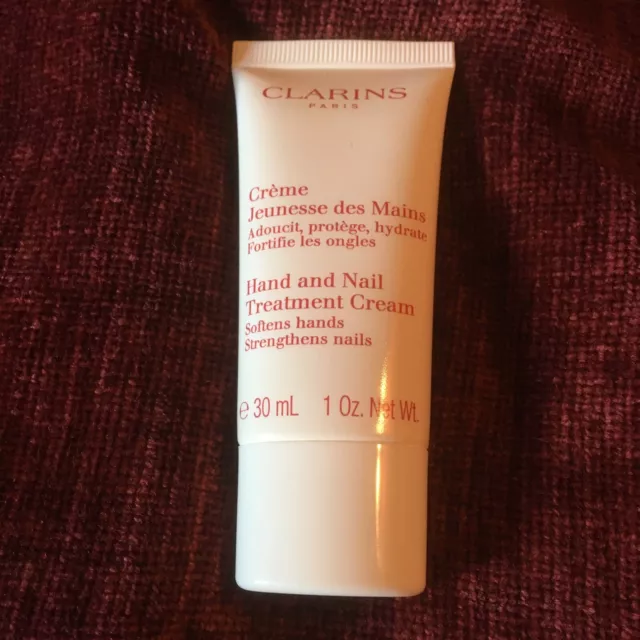 CLARINS
PARIS
Crème
Jeunesse des Mains
Adoucit, protège, hydrate
Fortifie les ongles
Hand and Nail
Treatment Cream
Softens hands
Strengthens nails
℮ 30 mL 1 Oz. Net Wt.